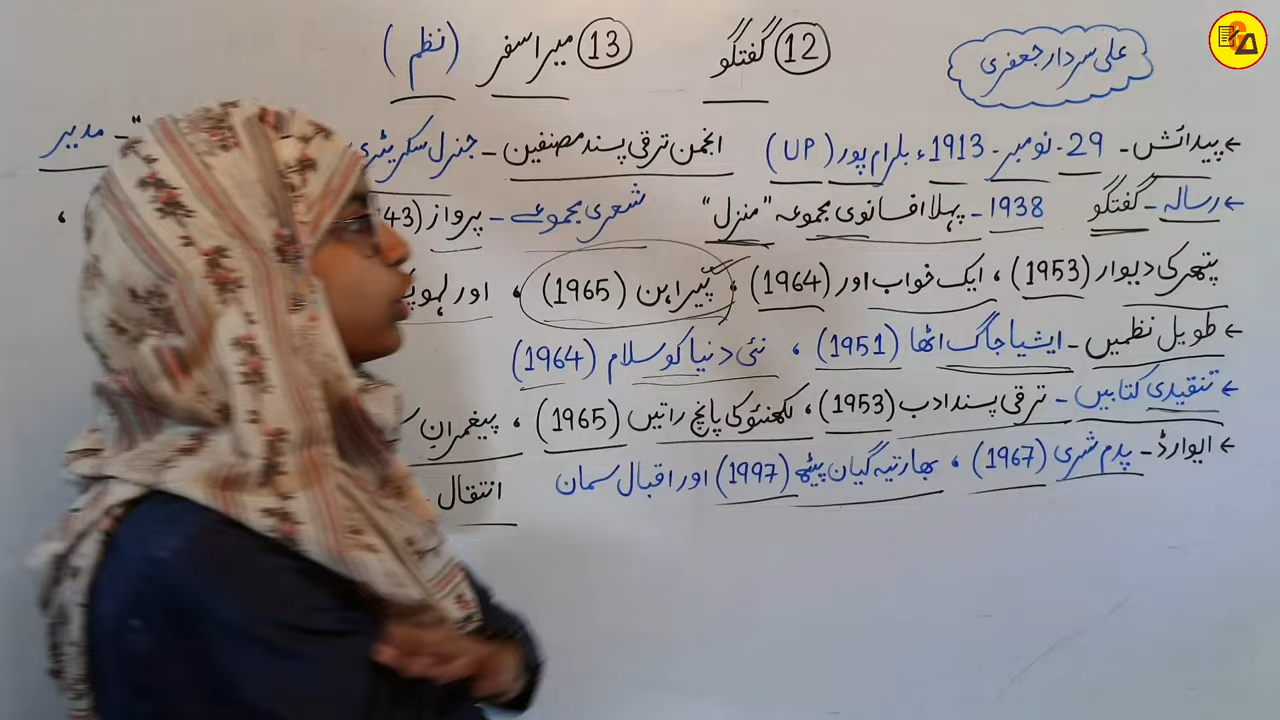 علی سردار جعفری
⑫ گفتگو ⑬ میرا سفر (نظم)
← پیدائش - 29 - نومبر - 1913ء، بلرام پور (UP) انجمن ترقی پسند مصنفین - جنرل سکریٹری "- مدیر
← رسالہ - گفتگو 1938 - پہلا افسانوی مجموعہ "منزل" شعری مجموعے - پرواز (43) ،
پتھر کی دیوار (1953) ، ایک خواب اور (1964) ، پیراہن (1965) ، اور لہو
← طویل نظمیں - ایشیا جاگ اٹھا (1951) ، نئی دنیا کو سلام (1964)
← تنقیدی کتابیں - ترقی پسند ادب (1953) ، لکھنؤ کی پانچ راتیں (1965) ، پیغمبرانِ
← ایوارڈ - پدم شری (1967) ، بھارتیہ گیان پیٹھ (1997) اور اقبال سمان انتقال -